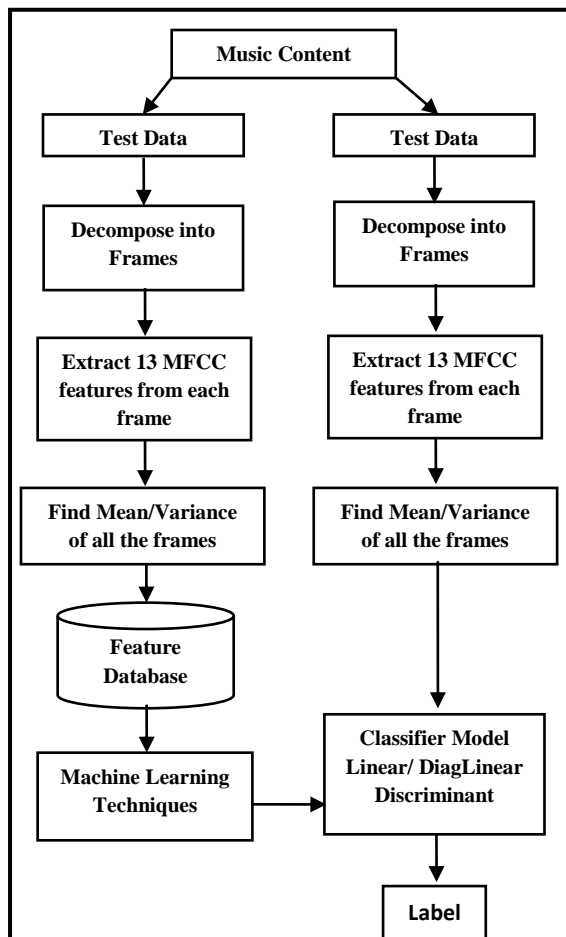 Music Content
Test Data
Test Data
Decompose into
Frames
Decompose into
Frames
Extract 13 MFCC
features from each
frame
Extract 13 MFCC
features from each
frame
Find Mean/Variance
of all the frames
Find Mean/Variance
of all the frames
Feature
Database
Machine Learning
Techniques
Classifier Model
Linear/ DiagLinear
Discriminant
Label